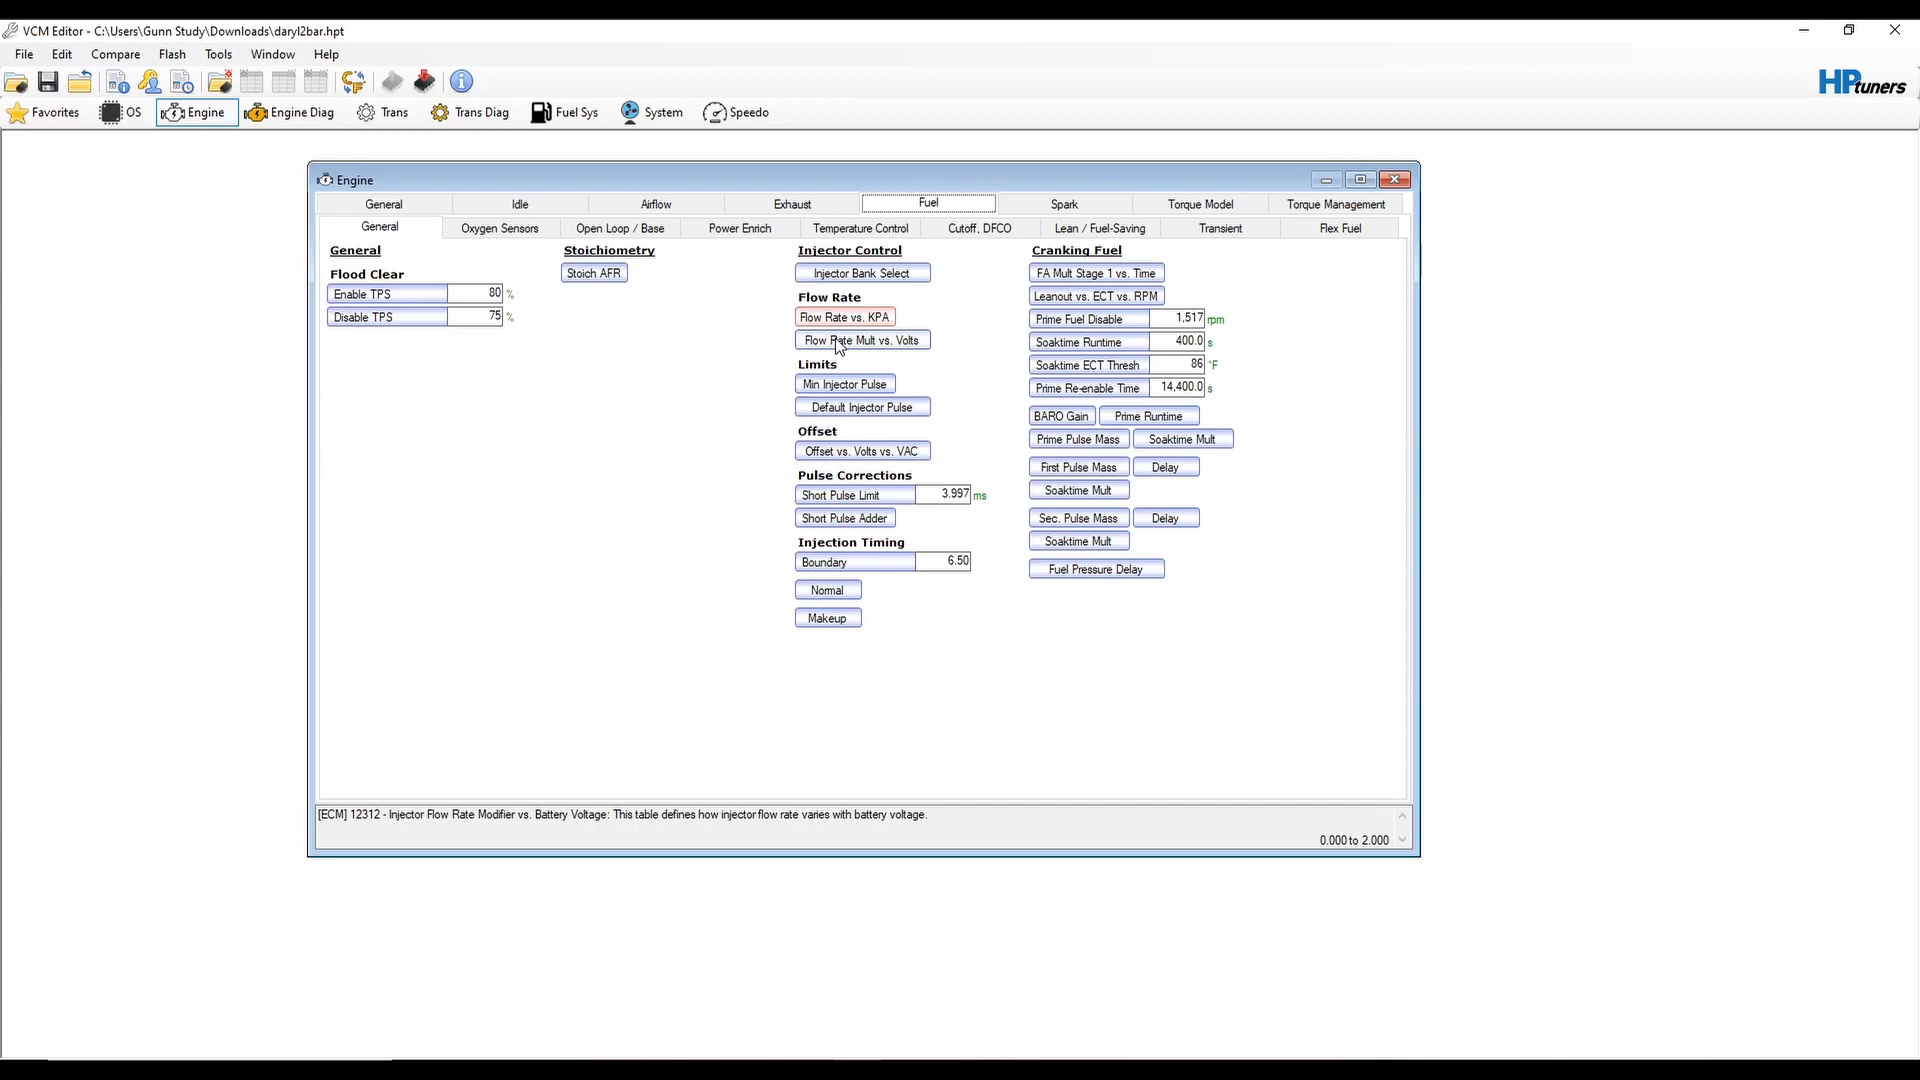 VCM Editor - C:\Users\Gunn Study\Downloads\daryl2bar.hpt
File Edit Compare Flash Tools Window Help
HPtuners
Favorites OS Engine Engine Diag Trans Trans Diag Fuel Sys System Speedo
Engine
General Idle Airflow Exhaust Fuel Spark Torque Model Torque Management
General Oxygen Sensors Open Loop / Base Power Enrich Temperature Control Cutoff, DFCO Lean / Fuel-Saving Transient Flex Fuel
General
Flood Clear
Enable TPS 80 %
Disable TPS 75 %
Stoichiometry
Stoich AFR
Injector Control
Injector Bank Select
Flow Rate
Flow Rate vs. KPA
Flow Rate Mult vs. Volts
Limits
Min Injector Pulse
Default Injector Pulse
Offset
Offset vs. Volts vs. VAC
Pulse Corrections
Short Pulse Limit 3.997 ms
Short Pulse Adder
Injection Timing
Boundary 6.50
Normal
Makeup
Cranking Fuel
FA Mult Stage 1 vs. Time
Leanout vs. ECT vs. RPM
Prime Fuel Disable 1,517 rpm
Soaktime Runtime 400.0 s
Soaktime ECT Thresh 86 °F
Prime Re-enable Time 14,400.0 s
BARO Gain Prime Runtime
Prime Pulse Mass Soaktime Mult
First Pulse Mass Delay
Soaktime Mult
Sec. Pulse Mass Delay
Soaktime Mult
Fuel Pressure Delay
[ECM] 12312 - Injector Flow Rate Modifier vs. Battery Voltage: This table defines how injector flow rate varies with battery voltage.
0.000 to 2.000